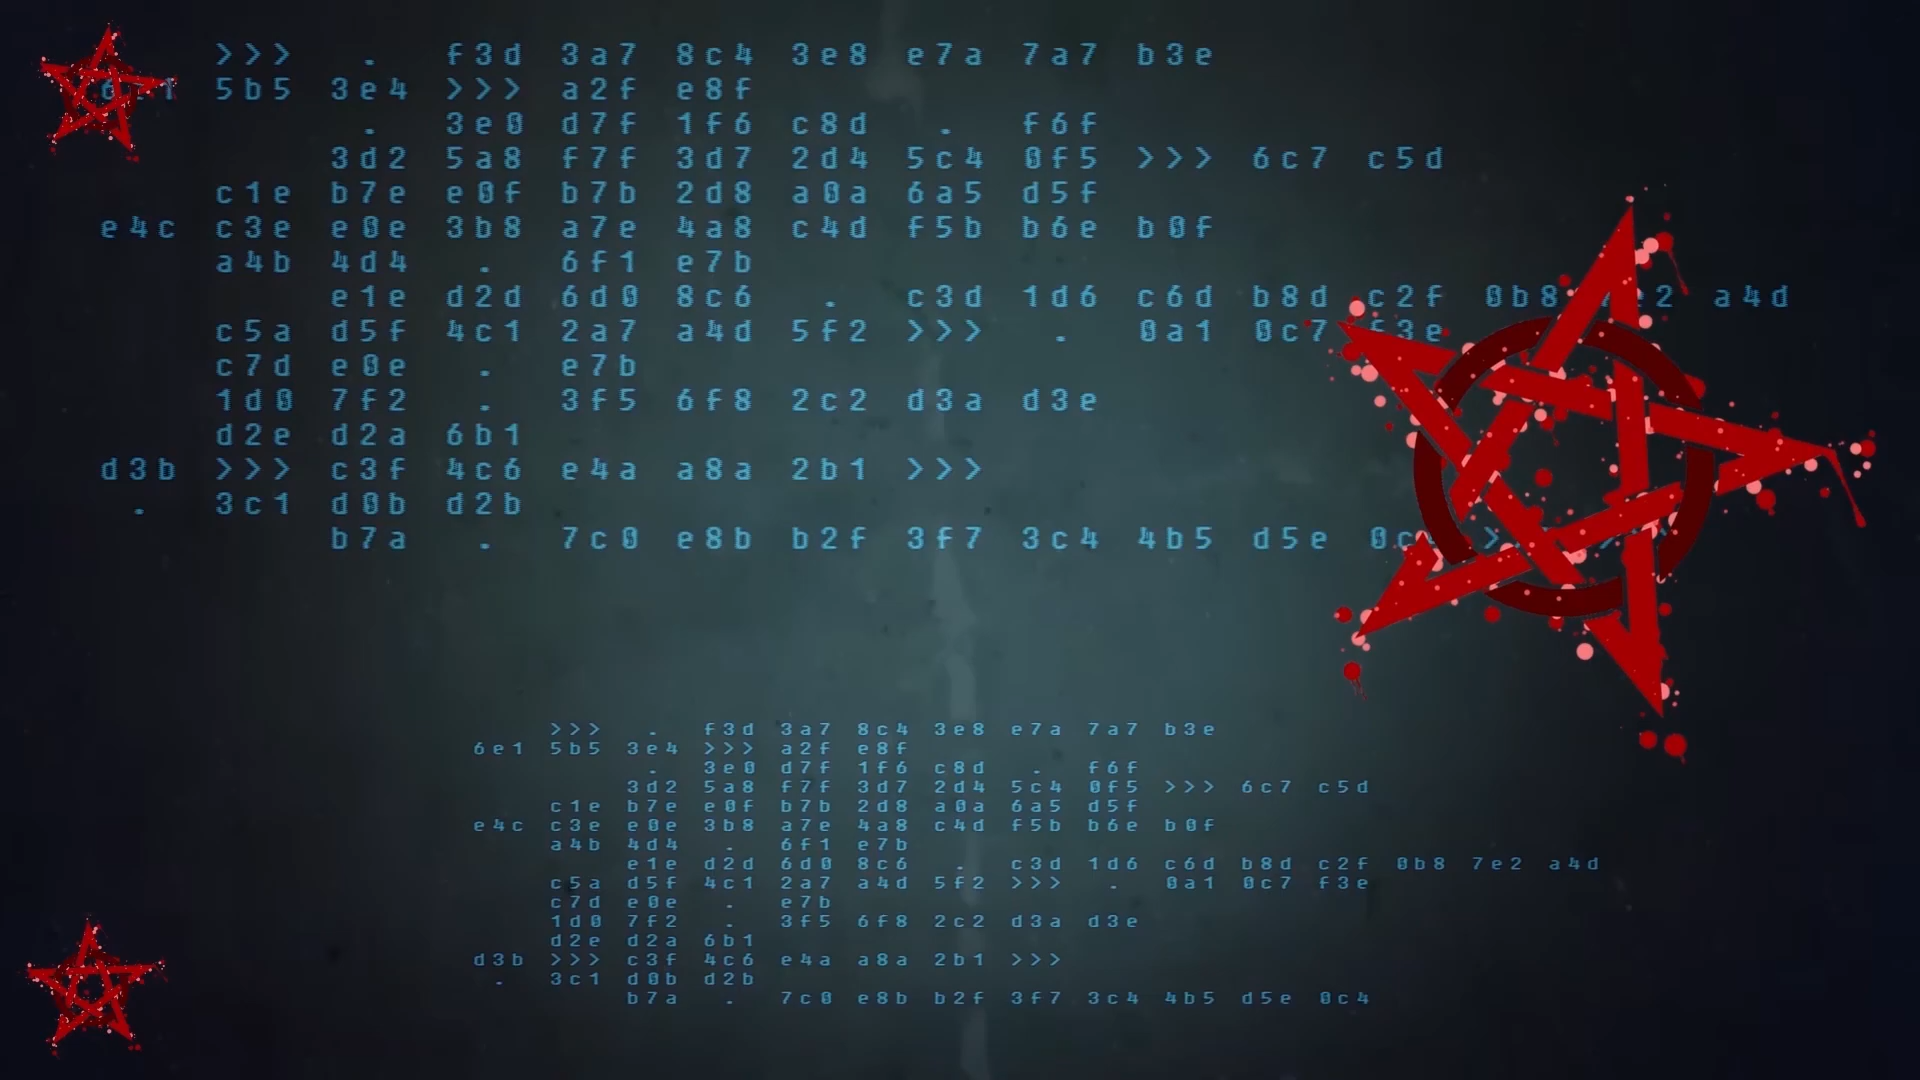 >>> . f3d 3a7 8c4 3e8 e7a 7a7 b3e
5b5 3e4 >>> a2f e8f
. 3e0 d7f 1f6 c8d . f6f
3d2 5a8 f7f 3d7 2d4 5c4 0f5 >>> 6c7 c5d
c1e b7e e0f b7b 2d8 a0a 6a5 d5f
e4c c3e e0e 3b8 a7e 4a8 c4d f5b b6e b0f
a4b 4d4 . 6f1 e7b
e1e d2d 6d0 8c6 . c3d 1d6 c6d b8d c2f 0b8 a4d
c5a d5f 4c1 2a7 a4d 5f2 >>> . 0a1 0c7 f3e
c7d e0e . e7b
1d0 7f2 . 3f5 6f8 2c2 d3a d3e
d2e d2a 6b1
d3b >>> c3f 4c6 e4a a8a 2b1 >>>
. 3c1 d0b d2b
b7a . 7c0 e8b b2f 3f7 3c4 4b5 d5e
>>> . f3d 3a7 8c4 3e8 e7a 7a7 b3e
6e1 5b5 3e4 >>> a2f e8f
. 3e0 d7f 1f6 c8d . f6f
3d2 5a8 f7f 3d7 2d4 5c4 0f5 >>> 6c7 c5d
c1e b7e e0f b7b 2d8 a0a 6a5 d5f
e4c c3e e0e 3b8 a7e 4a8 c4d f5b b6e b0f
a4b 4d4 . 6f1 e7b
e1e d2d 6d0 8c6 . c3d 1d6 c6d b8d c2f 0b8 7e2 a4d
c5a d5f 4c1 2a7 a4d 5f2 >>> . 0a1 0c7 f3e
c7d e0e . e7b
1d0 7f2 . 3f5 6f8 2c2 d3a d3e
d2e d2a 6b1
d3b >>> c3f 4c6 e4a a8a 2b1 >>>
. 3c1 d0b d2b
b7a . 7c0 e8b b2f 3f7 3c4 4b5 d5e 0c4